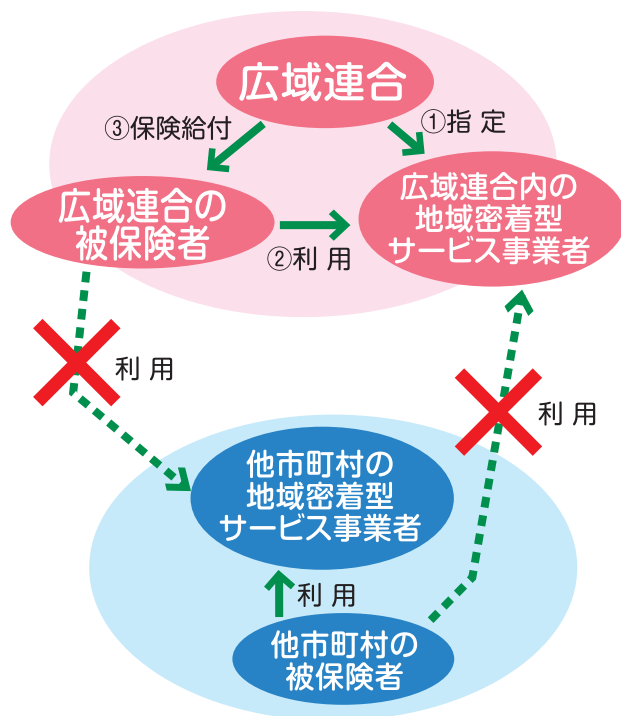 広域連合
③保険給付
①指 定
広域連合の
被保険者
広域連合内の
地域密着型
サービス事業者
②利 用
利 用
利 用
他市町村の
地域密着型
サービス事業者
利 用
他市町村の
被保険者